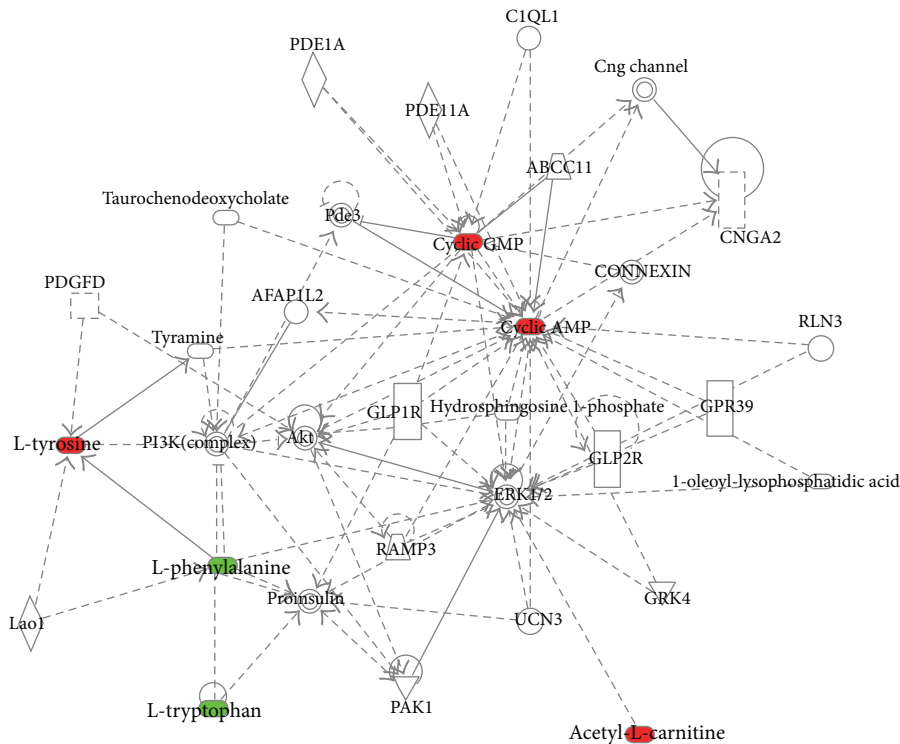 C1QL1
PDE1A
Cng channel
PDE11A
ABCC11
Taurochenodeoxycholate
Pde3
CNGA2
Cyclic GMP
CONNEXIN
PDGFD
AFAP1L2
RLN3
Cyclic AMP
Tyramine
GLP1R
Hydrosphingosine 1-phosphate
GPR39
L-tyrosine
PI3K(complex)
Akt
GLP2R
1-oleoyl-lysophosphatidic acid
ERK1/2
RAMP3
L-phenylalanine
Proinsulin
GRK4
Lao1
UCN3
L-tryptophan
PAK1
Acetyl-L-carnitine